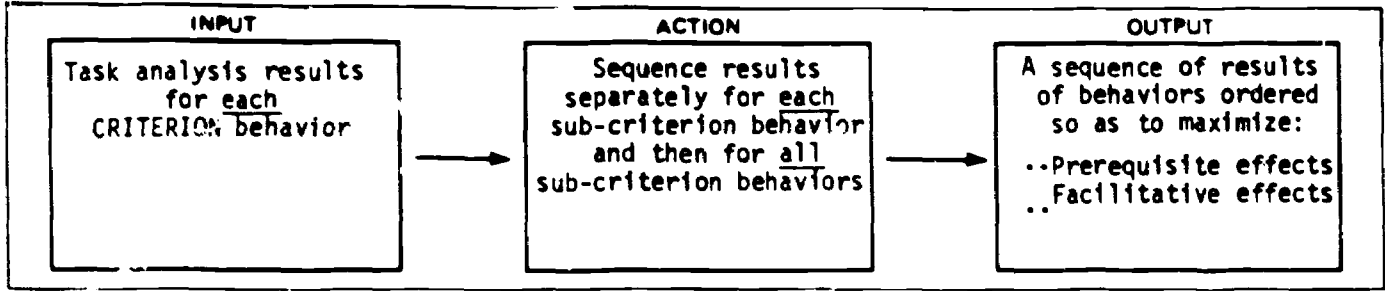 INPUT
Task analysis results
for each
CRITERION behavior
ACTION
Sequence results
separately for each
sub-criterion behavior
and then for all
sub-criterion behaviors
OUTPUT
A sequence of results
of behaviors ordered
so as to maximize:
..Prerequisite effects
..Facilitative effects